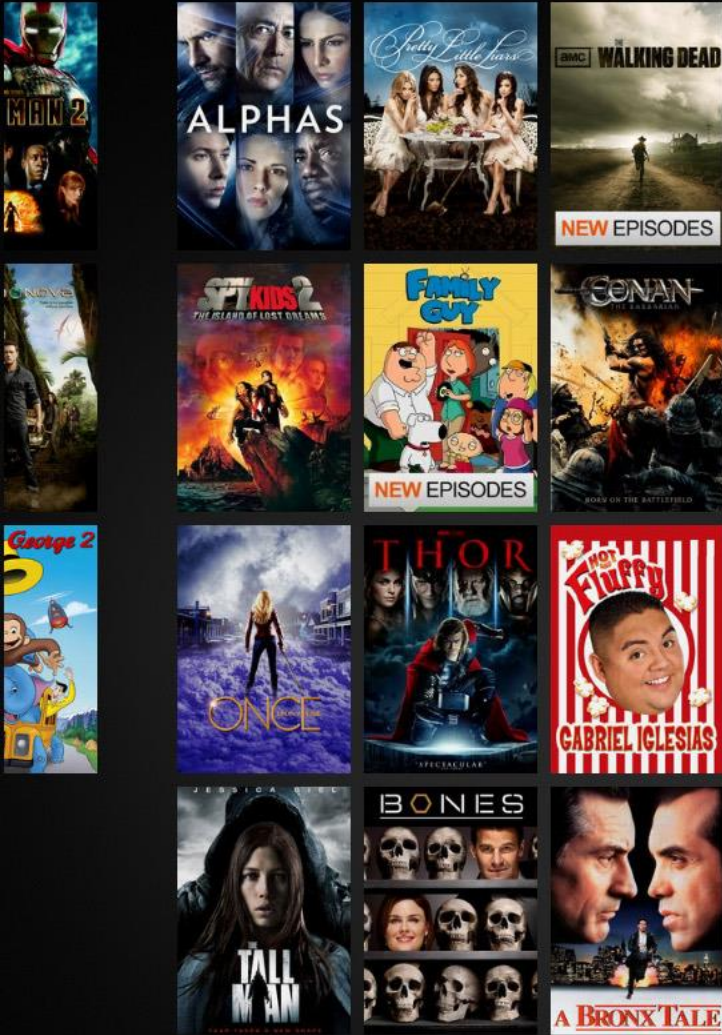 MAN 2
ALPHAS
Pretty Little Liars
amc THE WALKING DEAD
NEW EPISODES
NOVA
SPY KIDS 2
THE ISLAND OF LOST DREAMS
FAMILY
GUY
NEW EPISODES
CONAN
THE BARBARIAN
BORN ON THE BATTLEFIELD
George 2
ONCE
UPON A TIME
THOR
"SPECTACULAR"
HOT
Fluffy
GABRIEL IGLESIAS
JESSICA BIEL
THE
TALL
MAN
BONES
A BRONX TALE